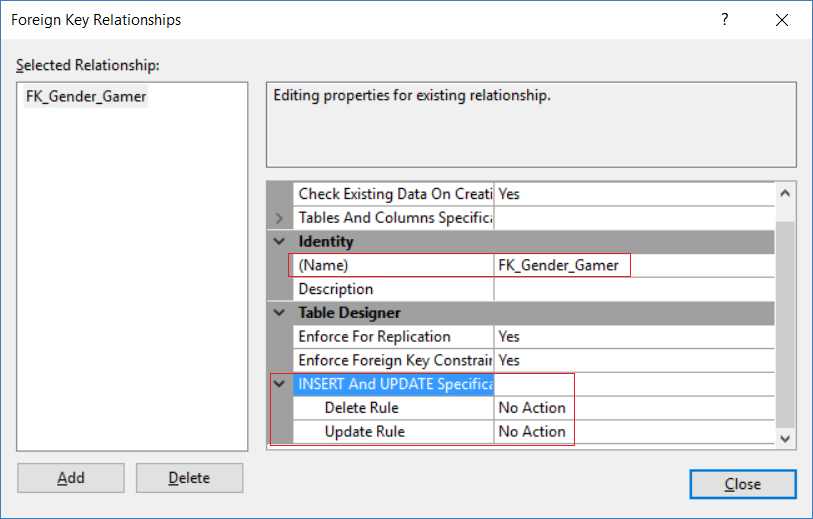 Foreign Key Relationships
?
Selected Relationship:
FK_Gender_Gamer
Editing properties for existing relationship.
Check Existing Data On Creati Yes
Tables And Columns Specifica
Identity
(Name) FK_Gender_Gamer
Description
Table Designer
Enforce For Replication Yes
Enforce Foreign Key Constrain Yes
INSERT And UPDATE Specifica
Delete Rule No Action
Update Rule No Action
Add Delete
Close